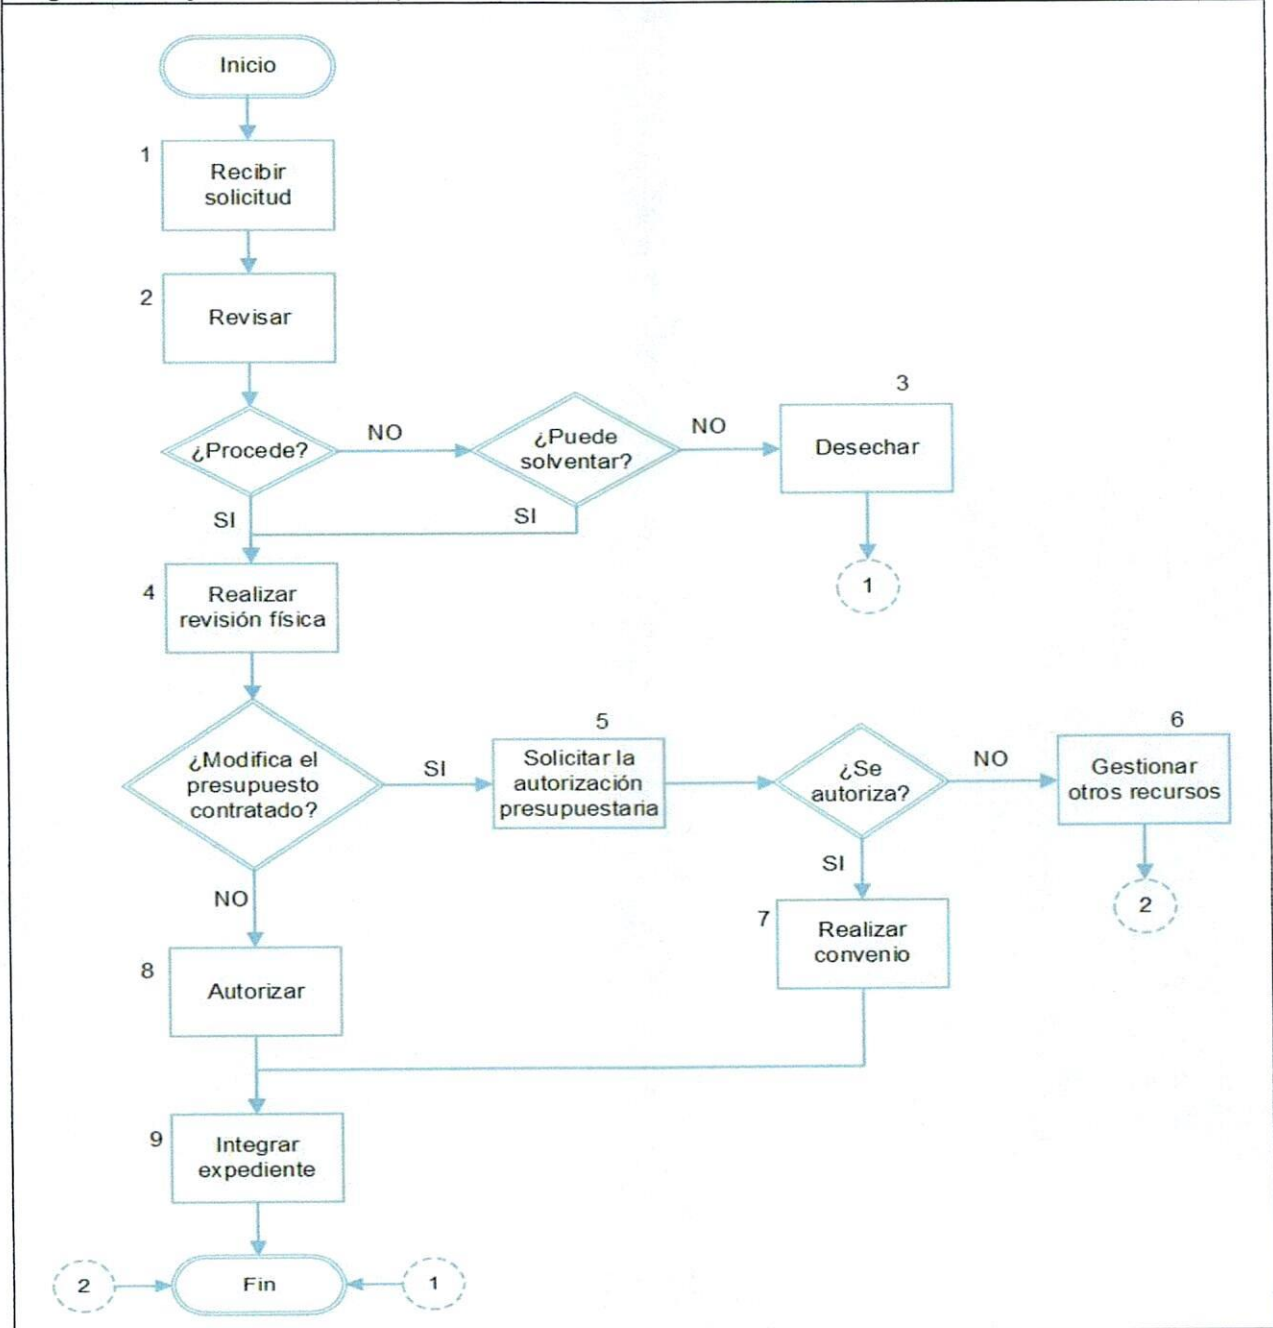 Inicio
1
Recibir
solicitud
2
Revisar
¿Procede?
NO
¿Puede
solventar?
NO
3
Desechar
SI
SI
1
4
Realizar
revisión física
¿Modifica el
presupuesto
contratado?
SI
5
Solicitar la
autorización
presupuestaria
¿Se
autoriza?
NO
6
Gestionar
otros recursos
NO
SI
2
7
Realizar
convenio
8
Autorizar
9
Integrar
expediente
2
Fin
1